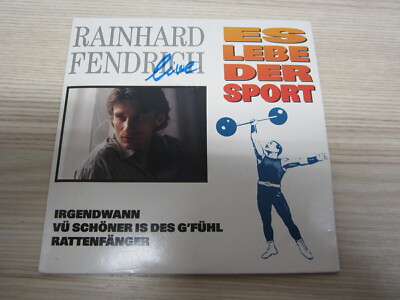 RAINHARD
FENDRICH
live
ES
LEBE
DER
SPORT
IRGENDWANN
VÜ SCHÖNER IS DES G'FÜHL
RATTENFÄNGER